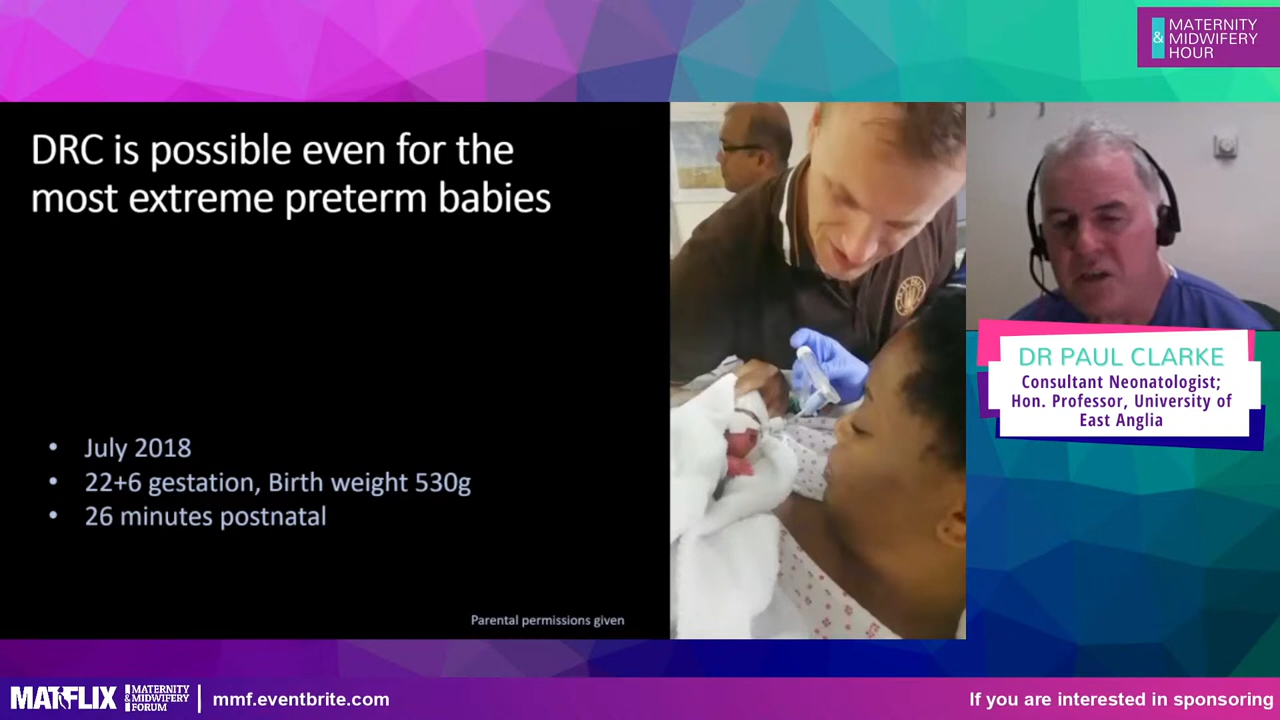 & MATERNITY
MIDWIFERY
HOUR
DRC is possible even for the
most extreme preterm babies
• July 2018
• 22+6 gestation, Birth weight 530g
• 26 minutes postnatal
Parental permissions given
DR PAUL CLARKE
Consultant Neonatologist;
Hon. Professor, University of
East Anglia
MATFLIX
MATERNITY
& MIDWIFERY
FORUM
mmf.eventbrite.com
If you are interested in sponsoring